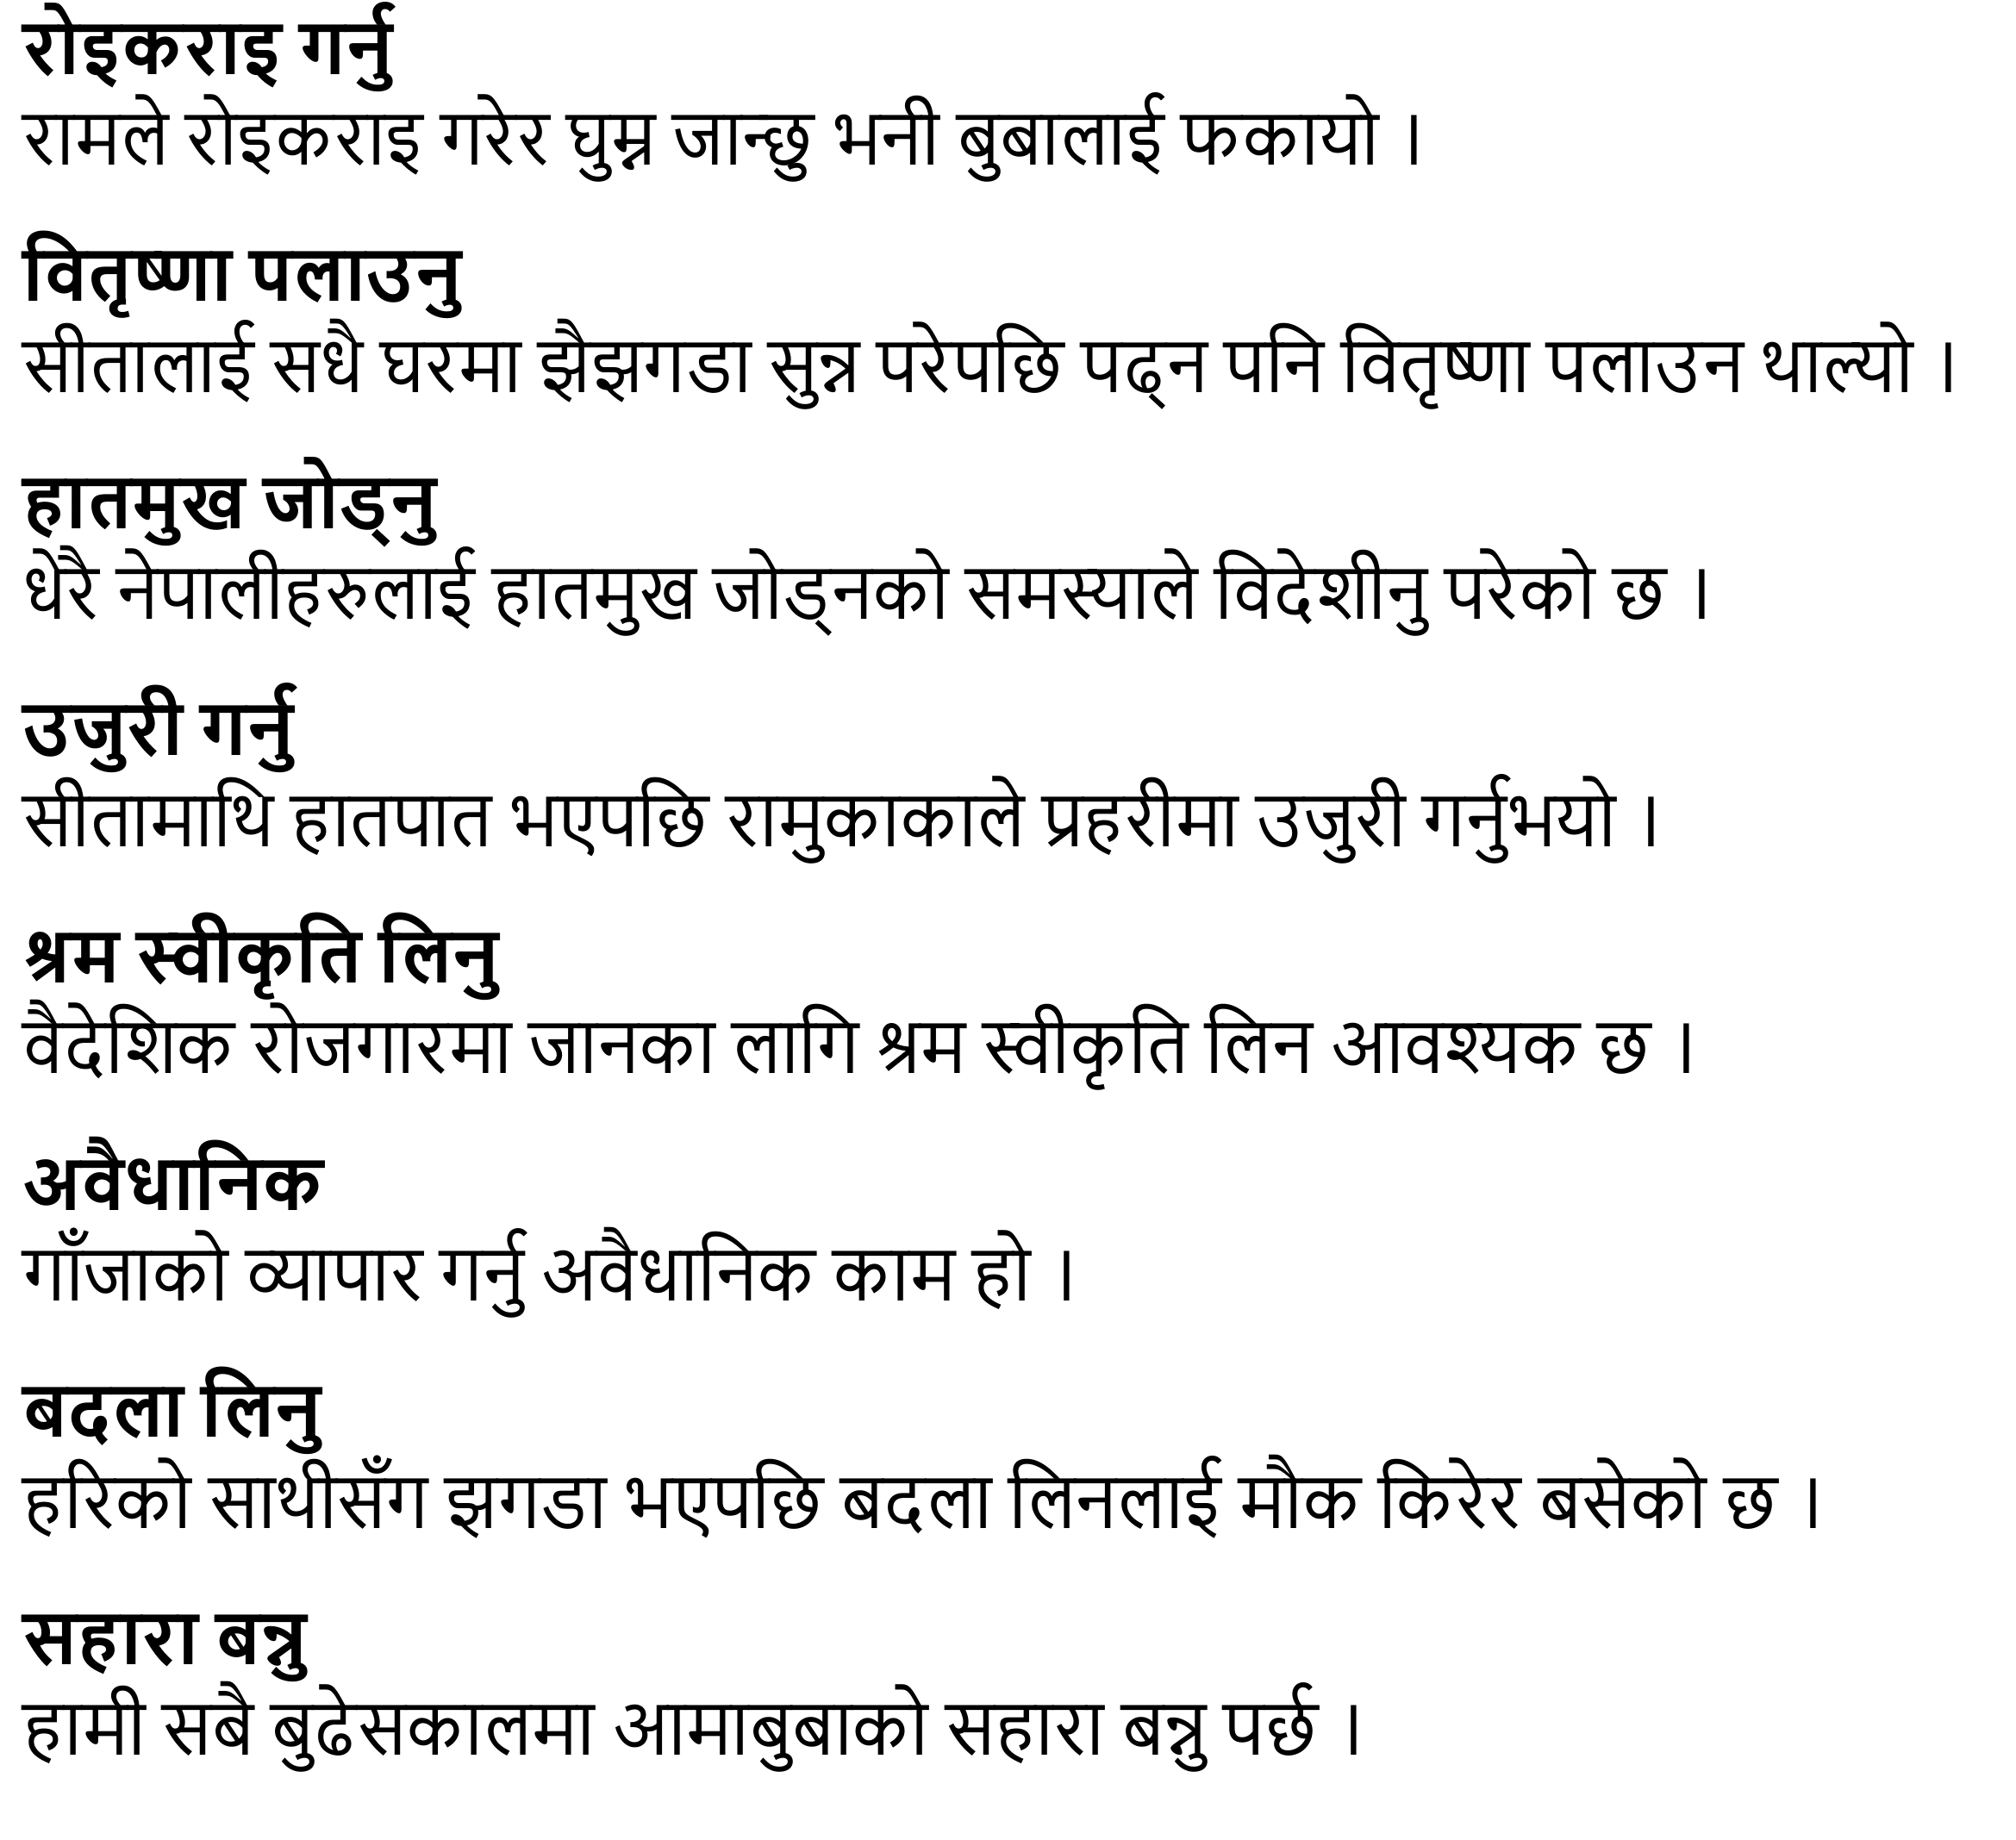 रोइकराइ गर्नु
रामले रोइकराइ गरेर घुम्न जान्छु भनी बुबालाई फकायो ।
वितृष्णा पलाउनु
सीतालाई सधै घरमा झैझगडा सुन्न परेपछि पढ्न पनि वितृष्णा पलाउन थाल्यो ।
हातमुख जोड्नु
धेरै नेपालीहरुलाई हातमुख जोड्नको समस्याले विदेशीनु परेको छ ।
उजुरी गर्नु
सीतामाथि हातपात भएपछि रामुकाकाले प्रहरीमा उजुरी गर्नुभयो ।
श्रम स्वीकृति लिनु
वैदेशिक रोजगारमा जानका लागि श्रम स्वीकृति लिन आवश्यक छ ।
अवैधानिक
गाँजाको व्यापार गर्नु अवैधानिक काम हो ।
बदला लिनु
हरिको साथीसँग झगडा भएपछि बदला लिनलाई मौक किरेर बसेको छ ।
सहारा बन्नु
हामी सबै बुढेसकालमा आमाबुबाको सहारा बन्नु पर्छ ।